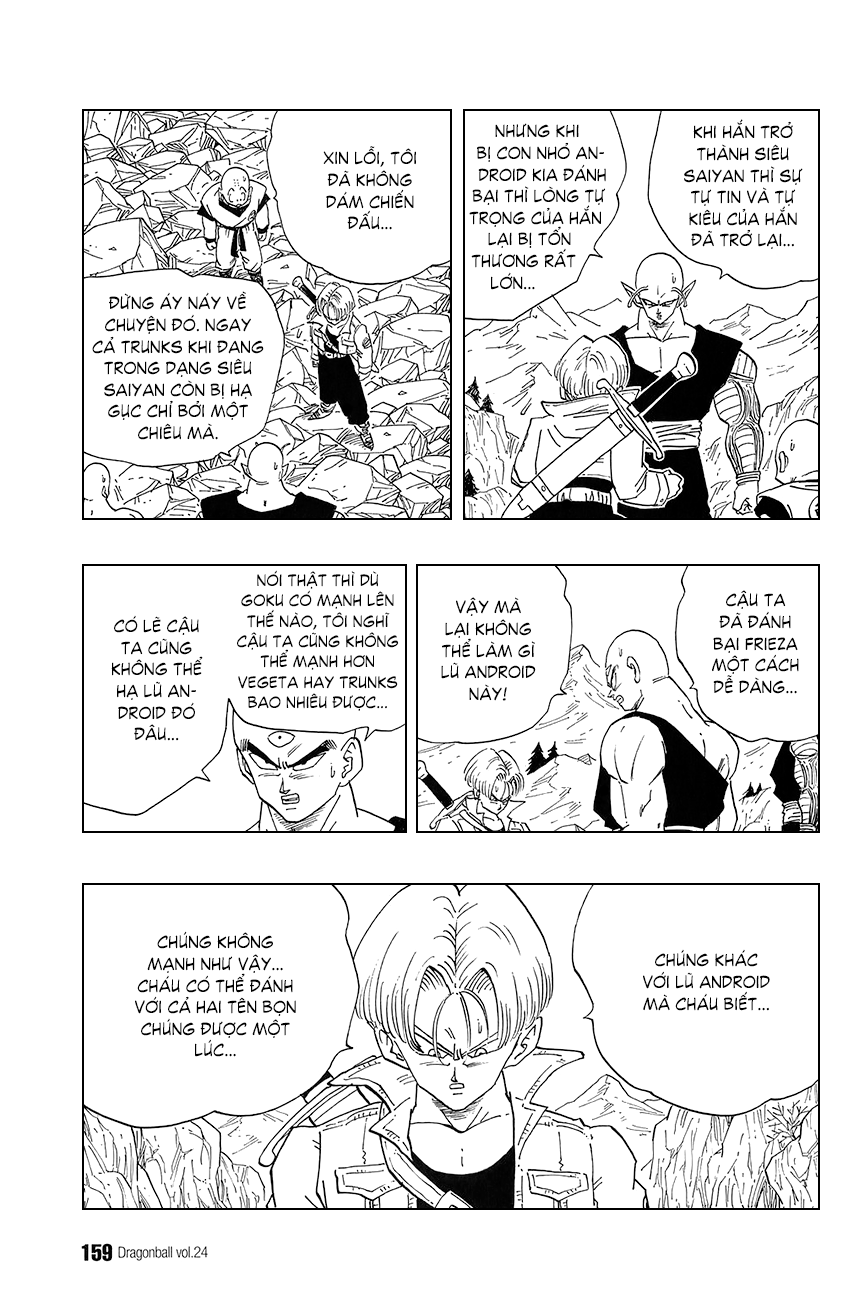 KHI HẮN TRỞ
THÀNH SIÊU
SAIYAN THÌ SỰ
TỰ TIN VÀ TỰ
KIÊU CỦA HẮN
ĐÃ TRỞ LẠI...
NHƯNG KHI
BỊ CON NHỎ AN-
DROID KIA ĐÁNH
BẠI THÌ LÒNG TỰ
TRỌNG CỦA HẮN
LẠI BỊ TỔN
THƯƠNG RẤT
LỚN...
XIN LỖI, TÔI
ĐÃ KHÔNG
DÁM CHIẾN
ĐẤU...
ĐỪNG ÁY NÁY VỀ
CHUYỆN ĐÓ. NGAY
CẢ TRUNKS KHI ĐANG
TRONG DẠNG SIÊU
SAIYAN CÒN BỊ HẠ
GỤC CHỈ BỞI MỘT
CHIÊU MÀ.
CẬU TA
ĐÃ ĐÁNH
BẠI FRIEZA
MỘT CÁCH
DỄ DÀNG...
VẬY MÀ
LẠI KHÔNG
THỂ LÀM GÌ
LŨ ANDROID
NÀY!
NÓI THẬT THÌ DÙ
GOKU CÓ MẠNH LÊN
THẾ NÀO, TÔI NGHĨ
CẬU TA CŨNG KHÔNG
THỂ MẠNH HƠN
VEGETA HAY TRUNKS
BAO NHIÊU ĐƯỢC...
CÓ LẼ CẬU
TA CŨNG
KHÔNG THỂ
HẠ LŨ AN-
DROID ĐÓ
ĐÂU...
CHÚNG KHÁC
VỚI LŨ ANDROID
MÀ CHÁU BIẾT...
CHÚNG KHÔNG
MẠNH NHƯ VẬY...
CHÁU CÓ THỂ ĐÁNH
VỚI CẢ HAI TÊN BỌN
CHÚNG ĐƯỢC MỘT
LÚC...
159 Dragonball vol.24